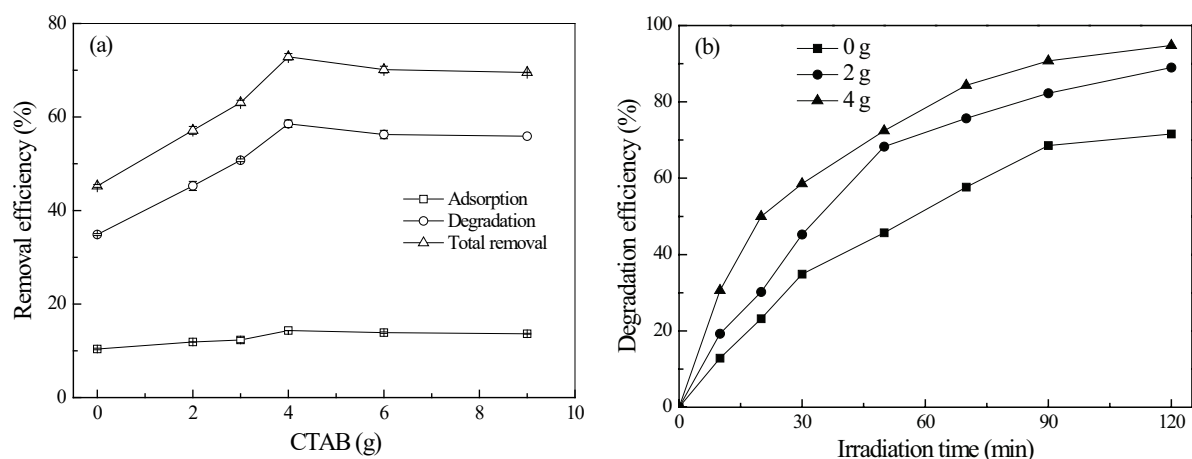 (a)
Removal efficiency (%)
80
60
40
20
0
Adsorption
Degradation
Total removal
0 2 4 6 8 10
CTAB (g)
(b)
Degradation efficiency (%)
100
80
60
40
20
0
0 g
2 g
4 g
0 30 60 90 120
Irradiation time (min)